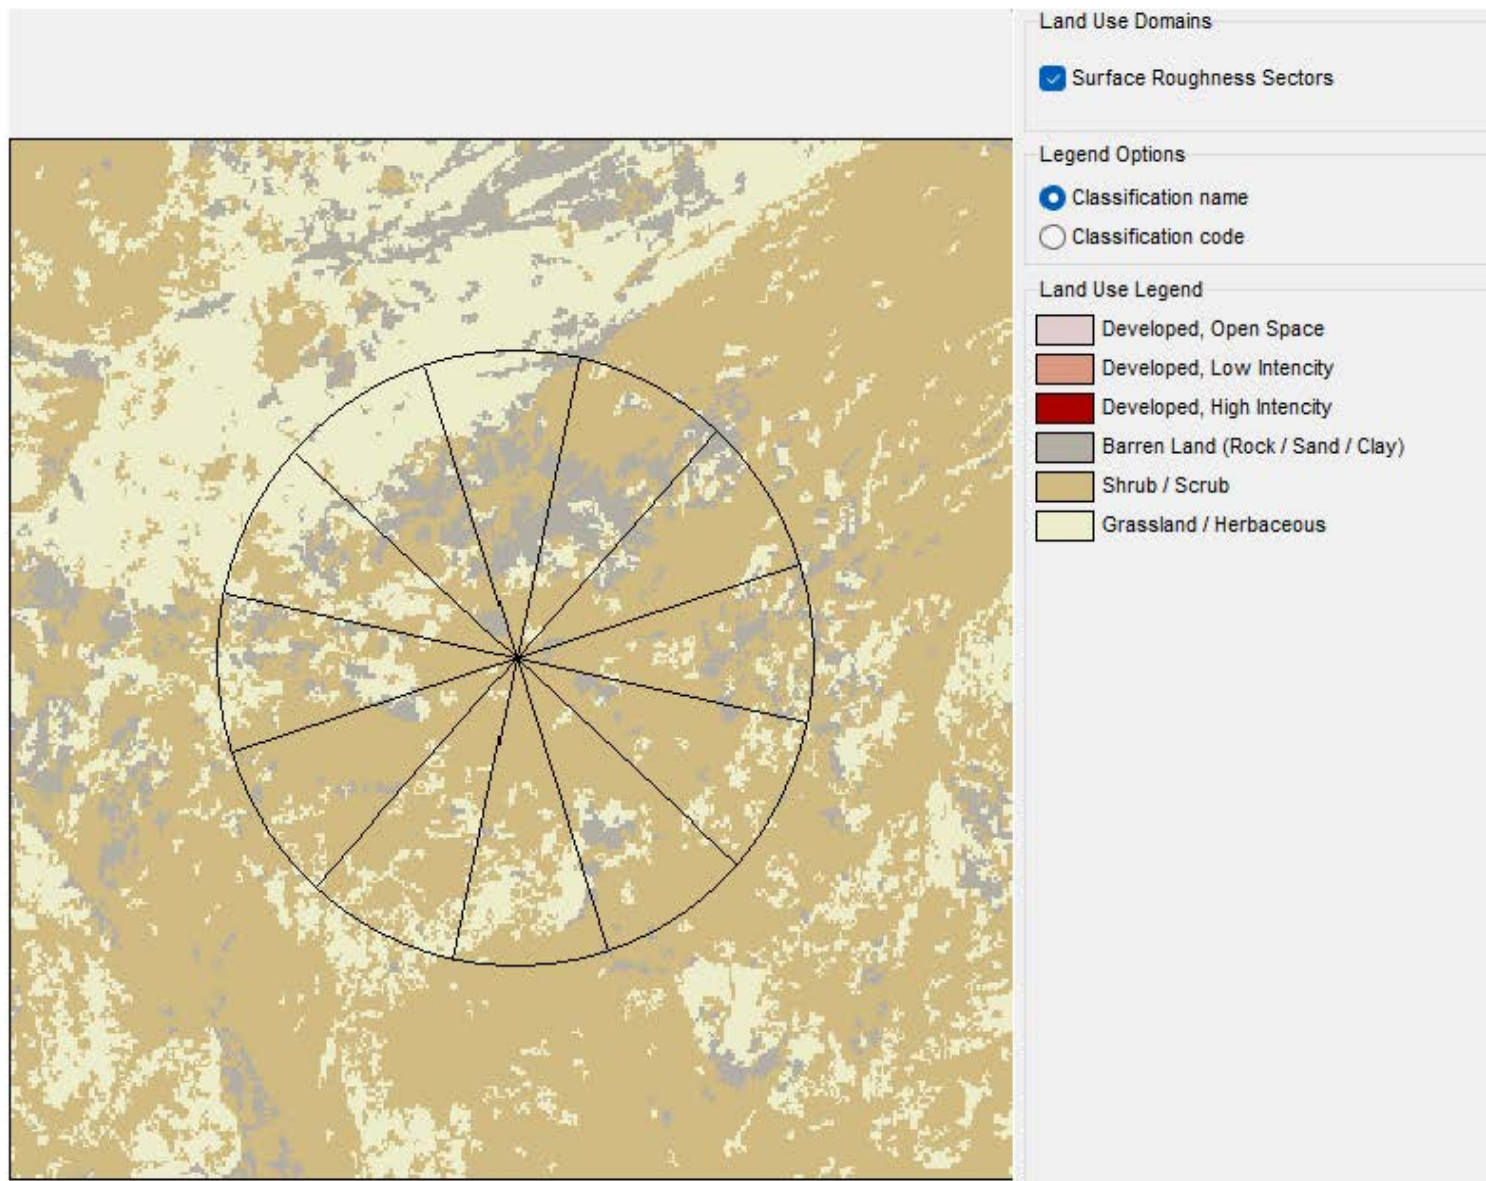 Land Use Domains
Surface Roughness Sectors
Legend Options
Classification name
Classification code
Land Use Legend
Developed, Open Space
Developed, Low Intencity
Developed, High Intencity
Barren Land (Rock / Sand / Clay)
Shrub / Scrub
Grassland / Herbaceous